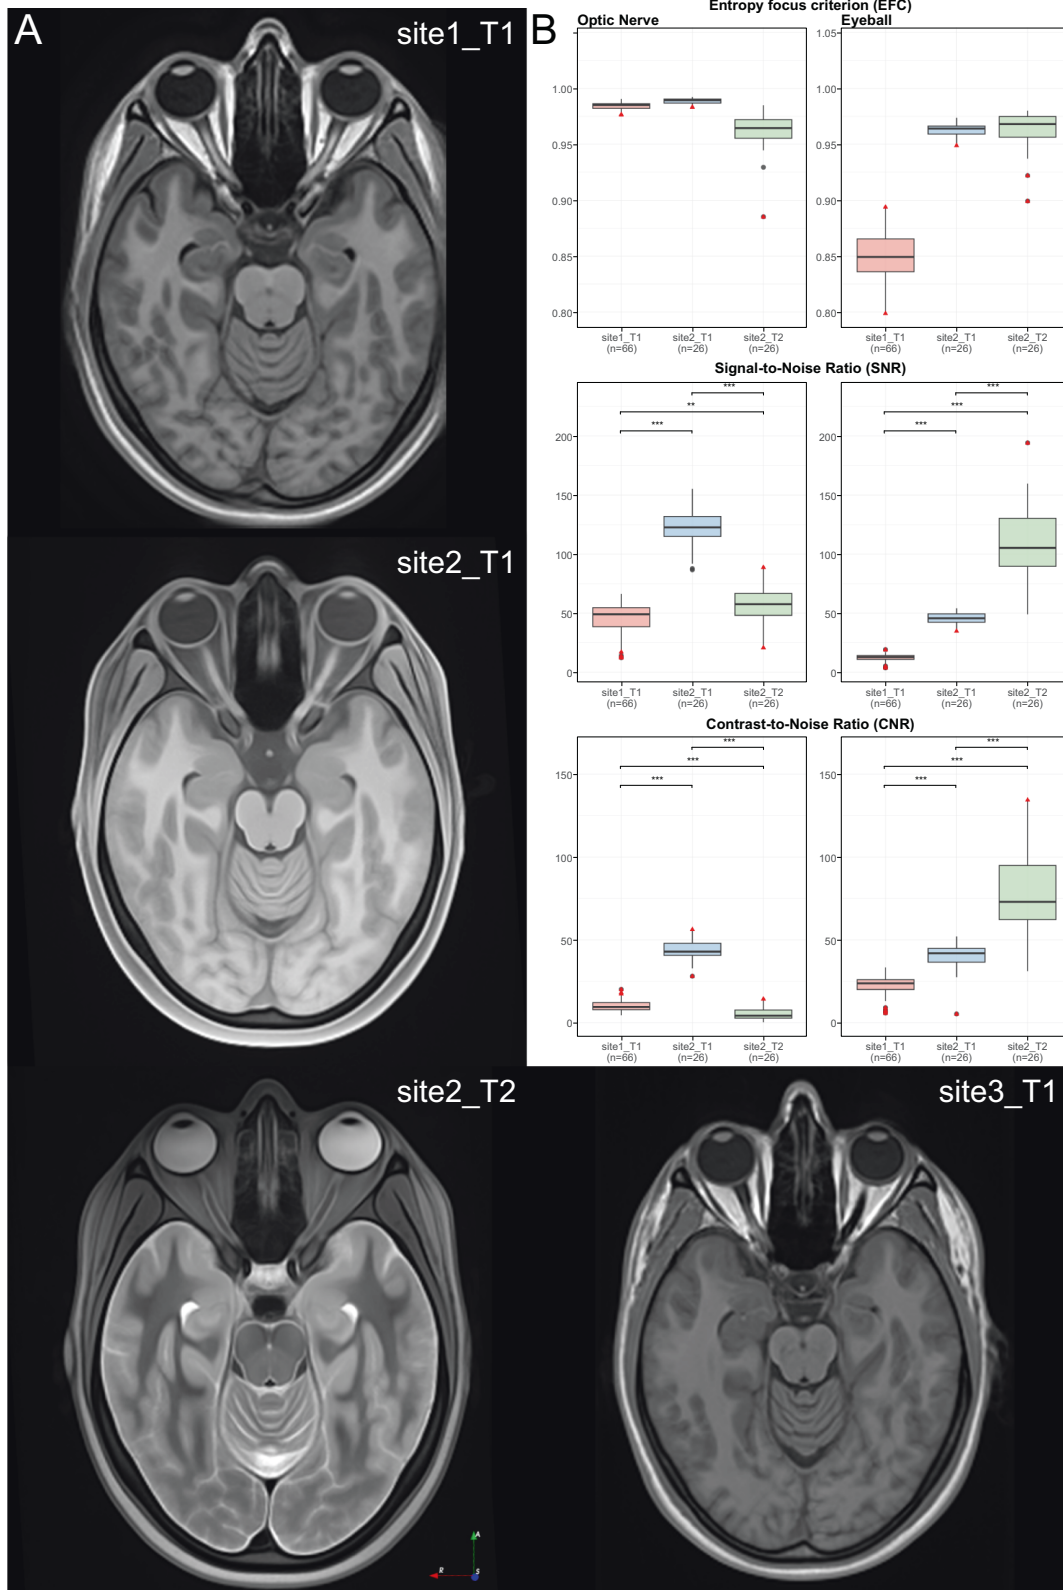 A
site1_T1
B
Entropy focus criterion (EFC)
Optic Nerve
Eyeball
1.05
1.00
1.00
0.95
0.95
0.90
0.90
0.85
0.85
0.80
0.80
site1_T1
(n=66)
site2_T1
(n=26)
site2_T2
(n=26)
site1_T1
(n=66)
site2_T1
(n=26)
site2_T2
(n=26)
Signal-to-Noise Ratio (SNR)
***
**
***
***
***
***
200
150
100
50
0
200
150
100
50
0
site1_T1
(n=66)
site2_T1
(n=26)
site2_T2
(n=26)
site1_T1
(n=66)
site2_T1
(n=26)
site2_T2
(n=26)
Contrast-to-Noise Ratio (CNR)
***
***
***
***
***
***
150
100
50
0
150
100
50
0
site1_T1
(n=66)
site2_T1
(n=26)
site2_T2
(n=26)
site1_T1
(n=66)
site2_T1
(n=26)
site2_T2
(n=26)
site2_T1
site2_T2
site3_T1
A
R
S